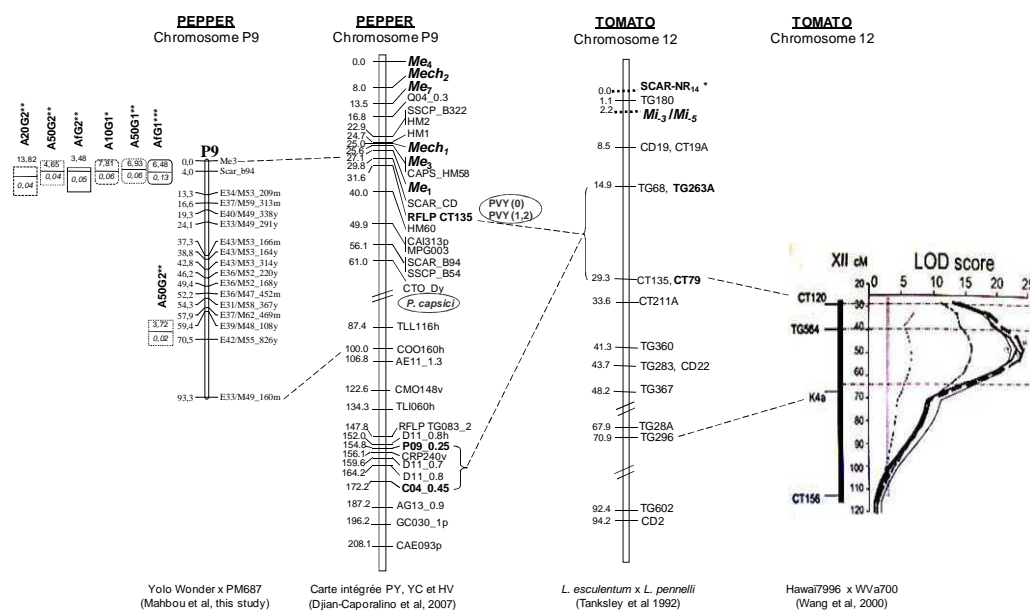 PEPPER
Chromosome P9
PEPPER
Chromosome P9
TOMATO
Chromosome 12
TOMATO
Chromosome 12
A20G2**
A50G2**
AfG2**
A10G1*
A50G1**
AfG1***
13,82
4,65
3,48
7,81
6,93
6,48
0,04
0,04
0,05
0,06
0,06
0,13
A50G2**
3,72
0,02
P9
0,0 Me3
4,0 Scar_b94
13,3 E34/M53_209m
16,6 E37/M59_313m
19,3 E40/M49_338y
24,1 E33/M49_291y
37,3 E43/M53_166m
38,8 E43/M53_164y
42,8 E43/M53_314y
46,2 E36/M52_220y
49,4 E36/M52_168y
52,2 E36/M47_452m
54,3 E31/M58_367y
57,9 E37/M62_469m
59,4 E39/M48_108y
70,5 E42/M55_826y
93,3 E33/M49_160m
Yolo Wonder x PM687
(Mahbou et al, this study)
0.0
8.0
13.5
16.8
22.9
24.7
25.0
25.6
27.1
29.8
31.6
40.0
49.9
56.1
61.0
87.4
100.0
106.8
122.6
134.3
147.8
152.0
154.8
156.1
159.6
164.2
172.2
187.2
196.2
208.1
Me4
Mech2
Me7
Q04_0.3
SSCP_B322
HM2
HM1
Mech1
Me3
CAPS_HM58
Me1
SCAR_CD
RFLP CT135
HM60
CAI313p
MPG003
SCAR_B94
SSCP_B54
CTO_Dy
P. capsici
TLL116h
COO160h
AE11_1.3
CMO148v
TLI060h
RFLP TG083_2
D11_0.8h
P09_0.25
CRP240v
D11_0.7
D11_0.8
C04_0.45
AG13_0.9
GC030_1p
CAE093p
PVY (0)
PVY (1,2)
Carte intégrée PY, YC et HV
(Djian-Caporalino et al, 2007)
0.0 SCAR-NR14 *
1.1 TG180
2.2 Mi-3/Mi-5
8.5 CD19, CT19A
14.9 TG68, TG263A
29.3 CT135, CT79
33.6 CT211A
41.3 TG360
43.7 TG283, CD22
48.2 TG367
67.9 TG28A
70.9 TG296
92.4 TG602
94.2 CD2
L. esculentum x L. pennelli
(Tanksley et al 1992)
XII cM LOD score
0 5 10 15 20 25
20
30
40
50
60
70
80
90
100
110
120
CT120
TG564
K4a
CT156
Hawaï7996 x WVa700
(Wang et al, 2000)